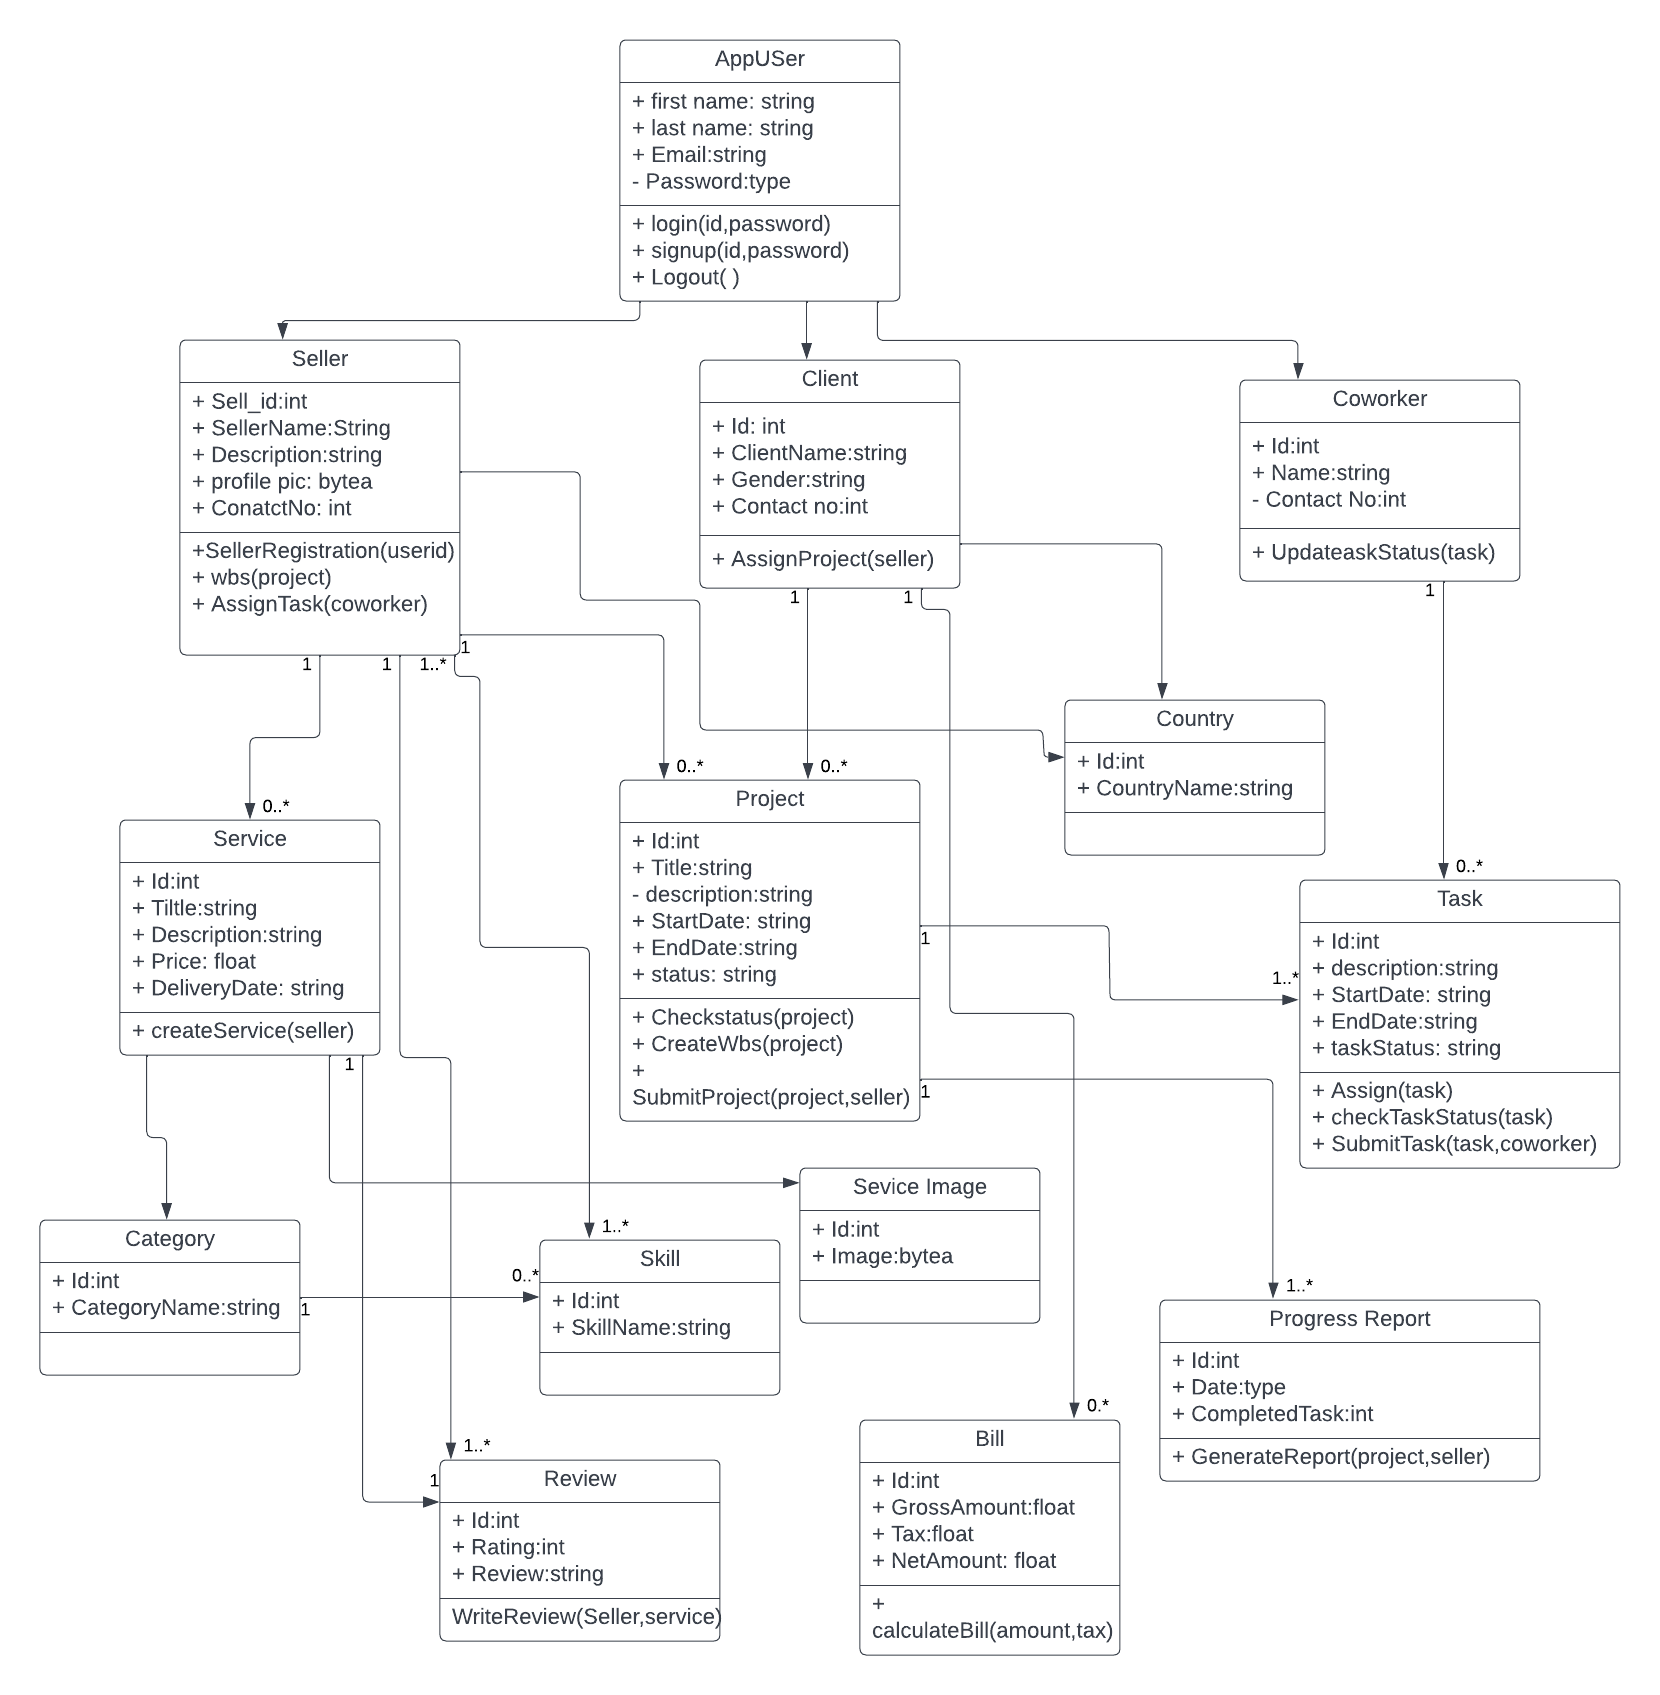 AppUSer
+ first name: string
+ last name: string
+ Email:string
- Password:type
+ login(id,password)
+ signup(id,password)
+ Logout( )
Seller
+ Sell_id:int
+ SellerName:String
+ Description:string
+ profile pic: bytea
+ ConatctNo: int
+SellerRegistration(userid)
+ wbs(project)
+ AssignTask(coworker)
Client
+ Id: int
+ ClientName:string
+ Gender:string
+ Contact no:int
+ AssignProject(seller)
Coworker
+ Id:int
+ Name:string
- Contact No:int
+ UpdateaskStatus(task)
1
1
1
1
1
1
1..*
Country
+ Id:int
+ CountryName:string
0..*
0..*
Project
+ Id:int
+ Title:string
- description:string
+ StartDate: string
+ EndDate:string
+ status: string
+ Checkstatus(project)
+ CreateWbs(project)
+
SubmitProject(project,seller)
0..*
Service
+ Id:int
+ Tiltle:string
+ Description:string
+ Price: float
+ DeliveryDate: string
+ createService(seller)
0..*
Task
+ Id:int
+ description:string
+ StartDate: string
+ EndDate:string
+ taskStatus: string
+ Assign(task)
+ checkTaskStatus(task)
+ SubmitTask(task,coworker)
1
1..*
1
1
Sevice Image
+ Id:int
+ Image:bytea
Category
+ Id:int
+ CategoryName:string
1
0..*
1..*
Skill
+ Id:int
+ SkillName:string
1..*
Progress Report
+ Id:int
+ Date:type
+ CompletedTask:int
+ GenerateReport(project,seller)
0.*
Bill
+ Id:int
+ GrossAmount:float
+ Tax:float
+ NetAmount: float
+
calculateBill(amount,tax)
1..*
1
Review
+ Id:int
+ Rating:int
+ Review:string
WriteReview(Seller,service)